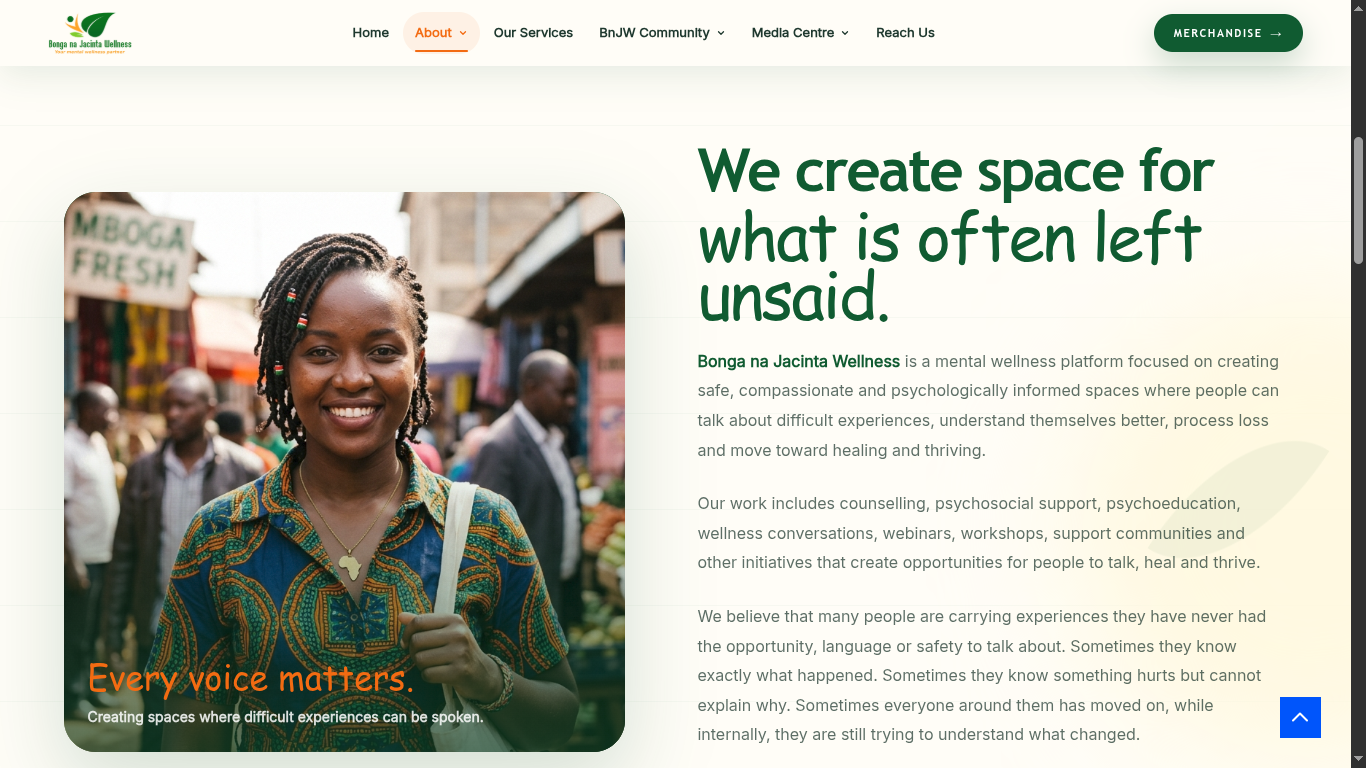 Bonga na Jacinta Wellness
Your mental wellness partner
Home
About
Our Services
BnJW Community
Media Centre
Reach Us
MERCHANDISE →
MBOGA
FRESH
Every voice matters.
Creating spaces where difficult experiences can be spoken.
We create space for
what is often left
unsaid.
Bonga na Jacinta Wellness is a mental wellness platform focused on creating
safe, compassionate and psychologically informed spaces where people can
talk about difficult experiences, understand themselves better, process loss
and move toward healing and thriving.
Our work includes counselling, psychosocial support, psychoeducation,
wellness conversations, webinars, workshops, support communities and
other initiatives that create opportunities for people to talk, heal and thrive.
We believe that many people are carrying experiences they have never had
the opportunity, language or safety to talk about. Sometimes they know
exactly what happened. Sometimes they know something hurts but cannot
explain why. Sometimes everyone around them has moved on, while
internally, they are still trying to understand what changed.